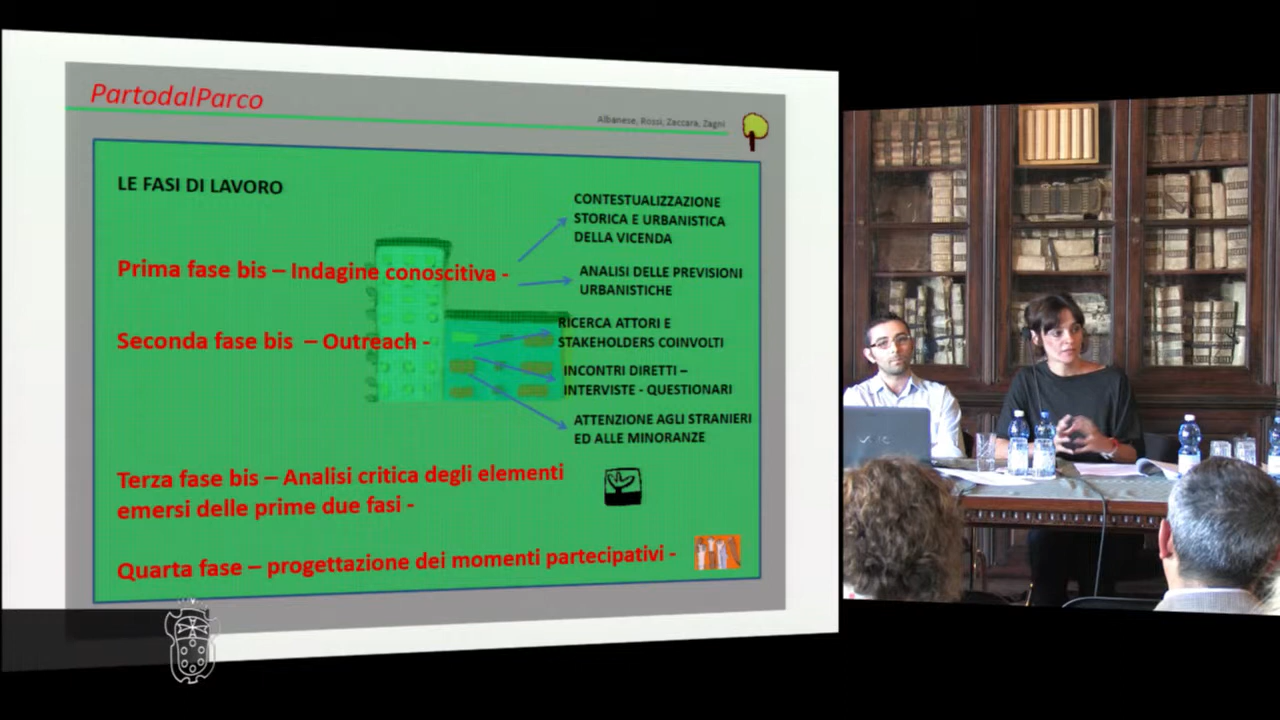 PartodalParco
Albanese, Rossi, Zaccara, Zagni
LE FASI DI LAVORO
CONTESTUALIZZAZIONE
STORICA E URBANISTICA
DELLA VICENDA
Prima fase bis – Indagine conoscitiva -
ANALISI DELLE PREVISIONI
URBANISTICHE
Seconda fase bis – Outreach -
RICERCA ATTORI E
STAKEHOLDERS COINVOLTI
INCONTRI DIRETTI –
INTERVISTE - QUESTIONARI
ATTENZIONE AGLI STRANIERI
ED ALLE MINORANZE
Terza fase bis – Analisi critica degli elementi
emersi delle prime due fasi -
Quarta fase – progettazione dei momenti partecipativi -
VAIO